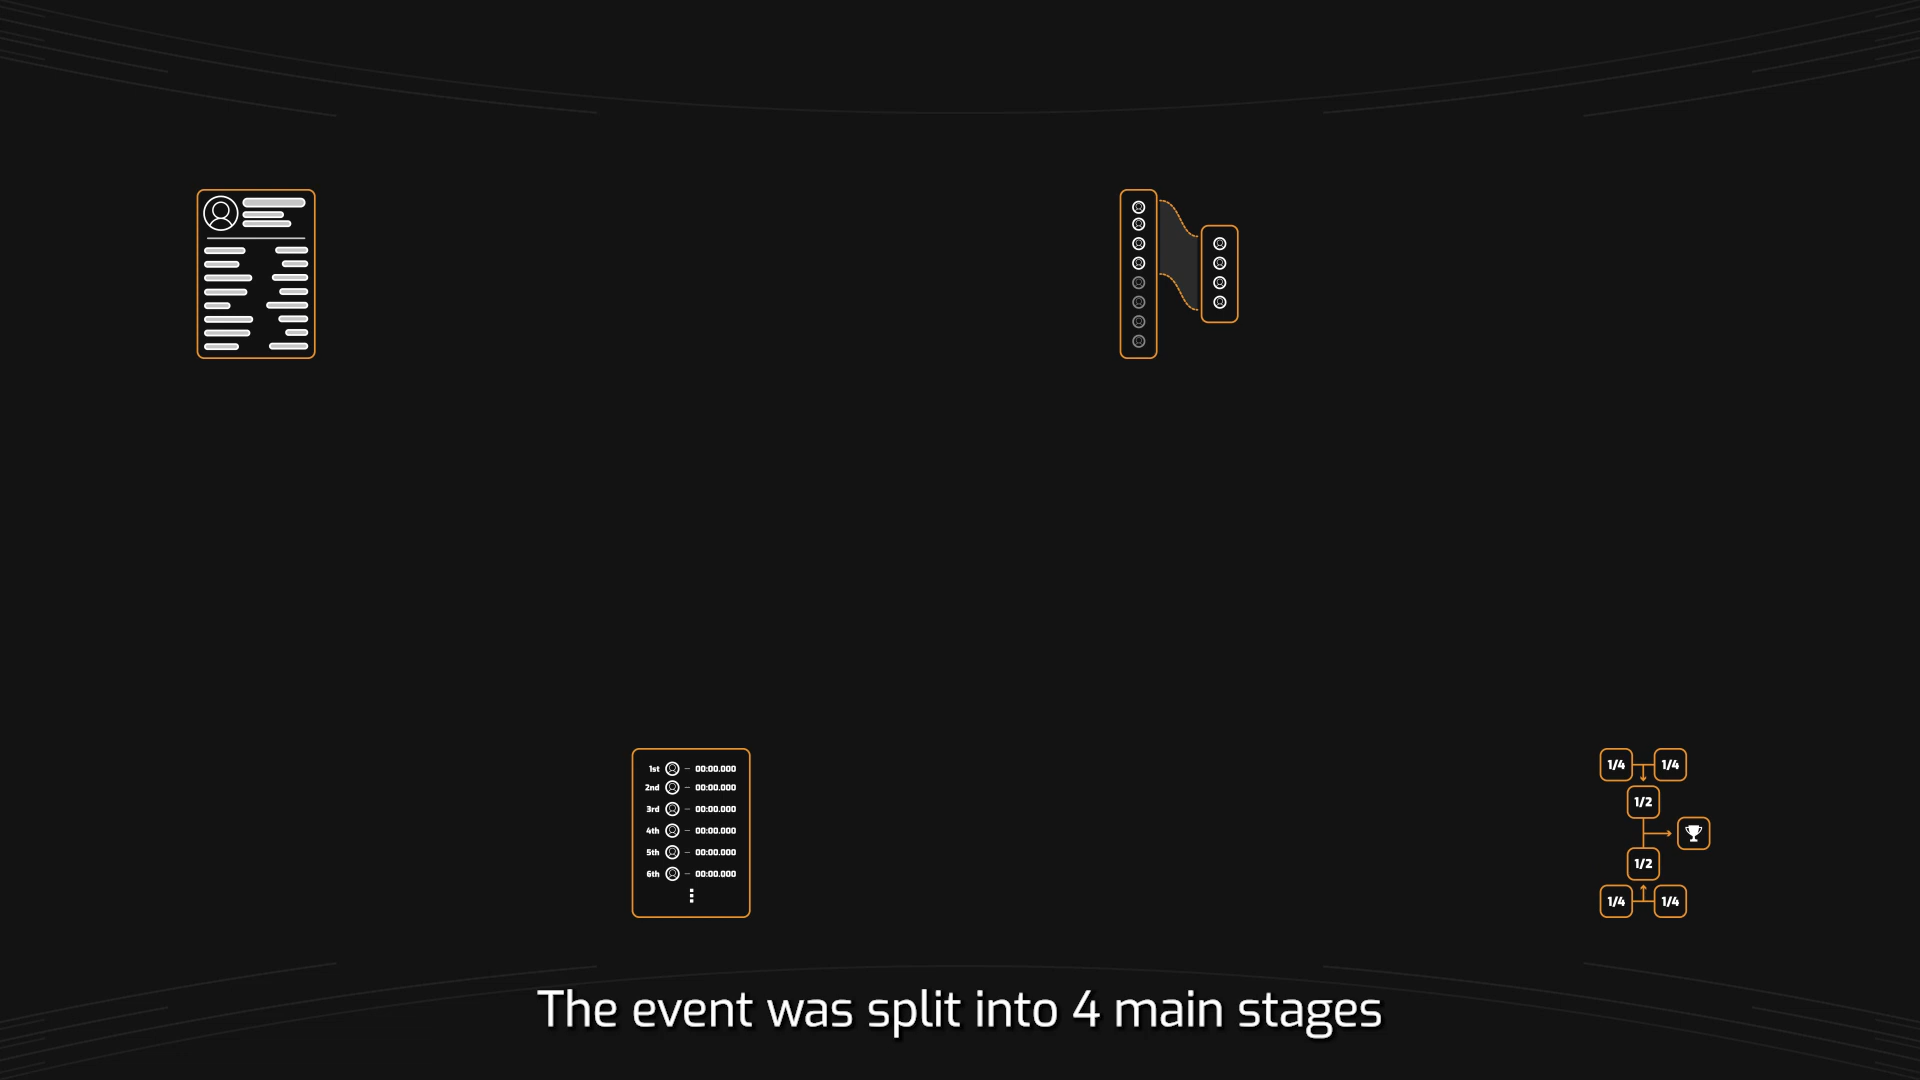 1st – 00:00.000
2nd – 00:00.000
3rd – 00:00.000
4th – 00:00.000
5th – 00:00.000
6th – 00:00.000
1/4 1/4
1/2
1/2
1/4 1/4
The event was split into 4 main stages